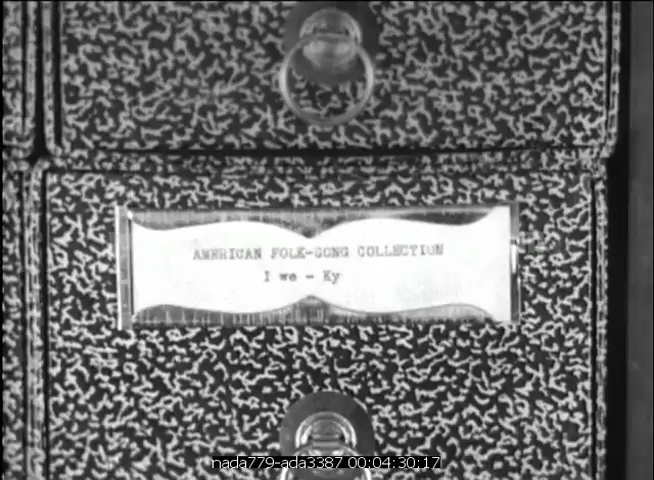 AMERICAN FOLK-SONG COLLECTION
I we - Ky
nada779-ada3387 00:04:30:17